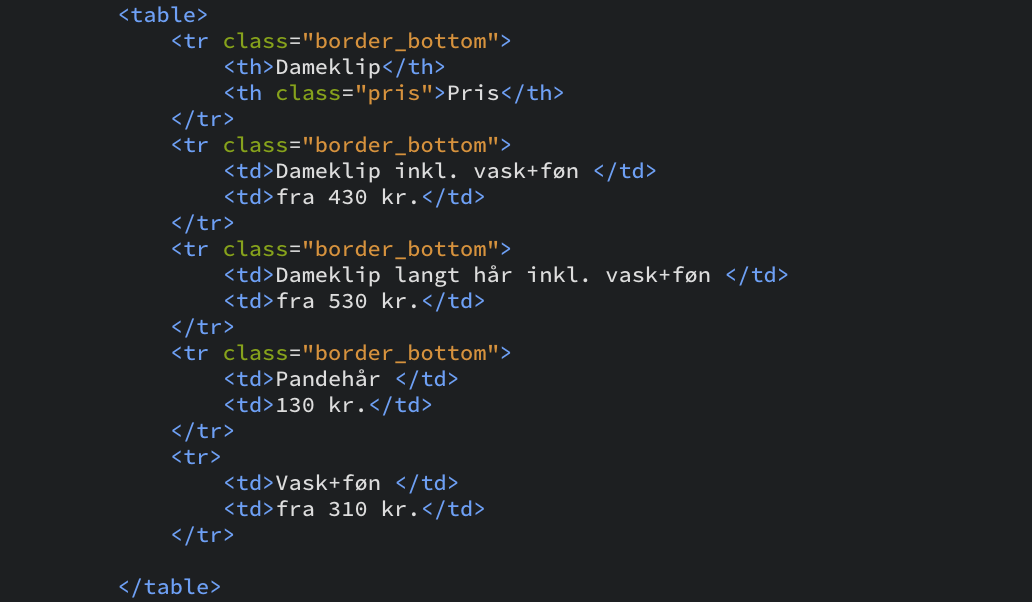 <table>
<tr class="border_bottom">
<th>Dameklip</th>
<th class="pris">Pris</th>
</tr>
<tr class="border_bottom">
<td>Dameklip inkl. vask+føn </td>
<td>fra 430 kr.</td>
</tr>
<tr class="border_bottom">
<td>Dameklip langt hår inkl. vask+føn </td>
<td>fra 530 kr.</td>
</tr>
<tr class="border_bottom">
<td>Pandehår </td>
<td>130 kr.</td>
</tr>
<tr>
<td>Vask+føn </td>
<td>fra 310 kr.</td>
</tr>
</table>